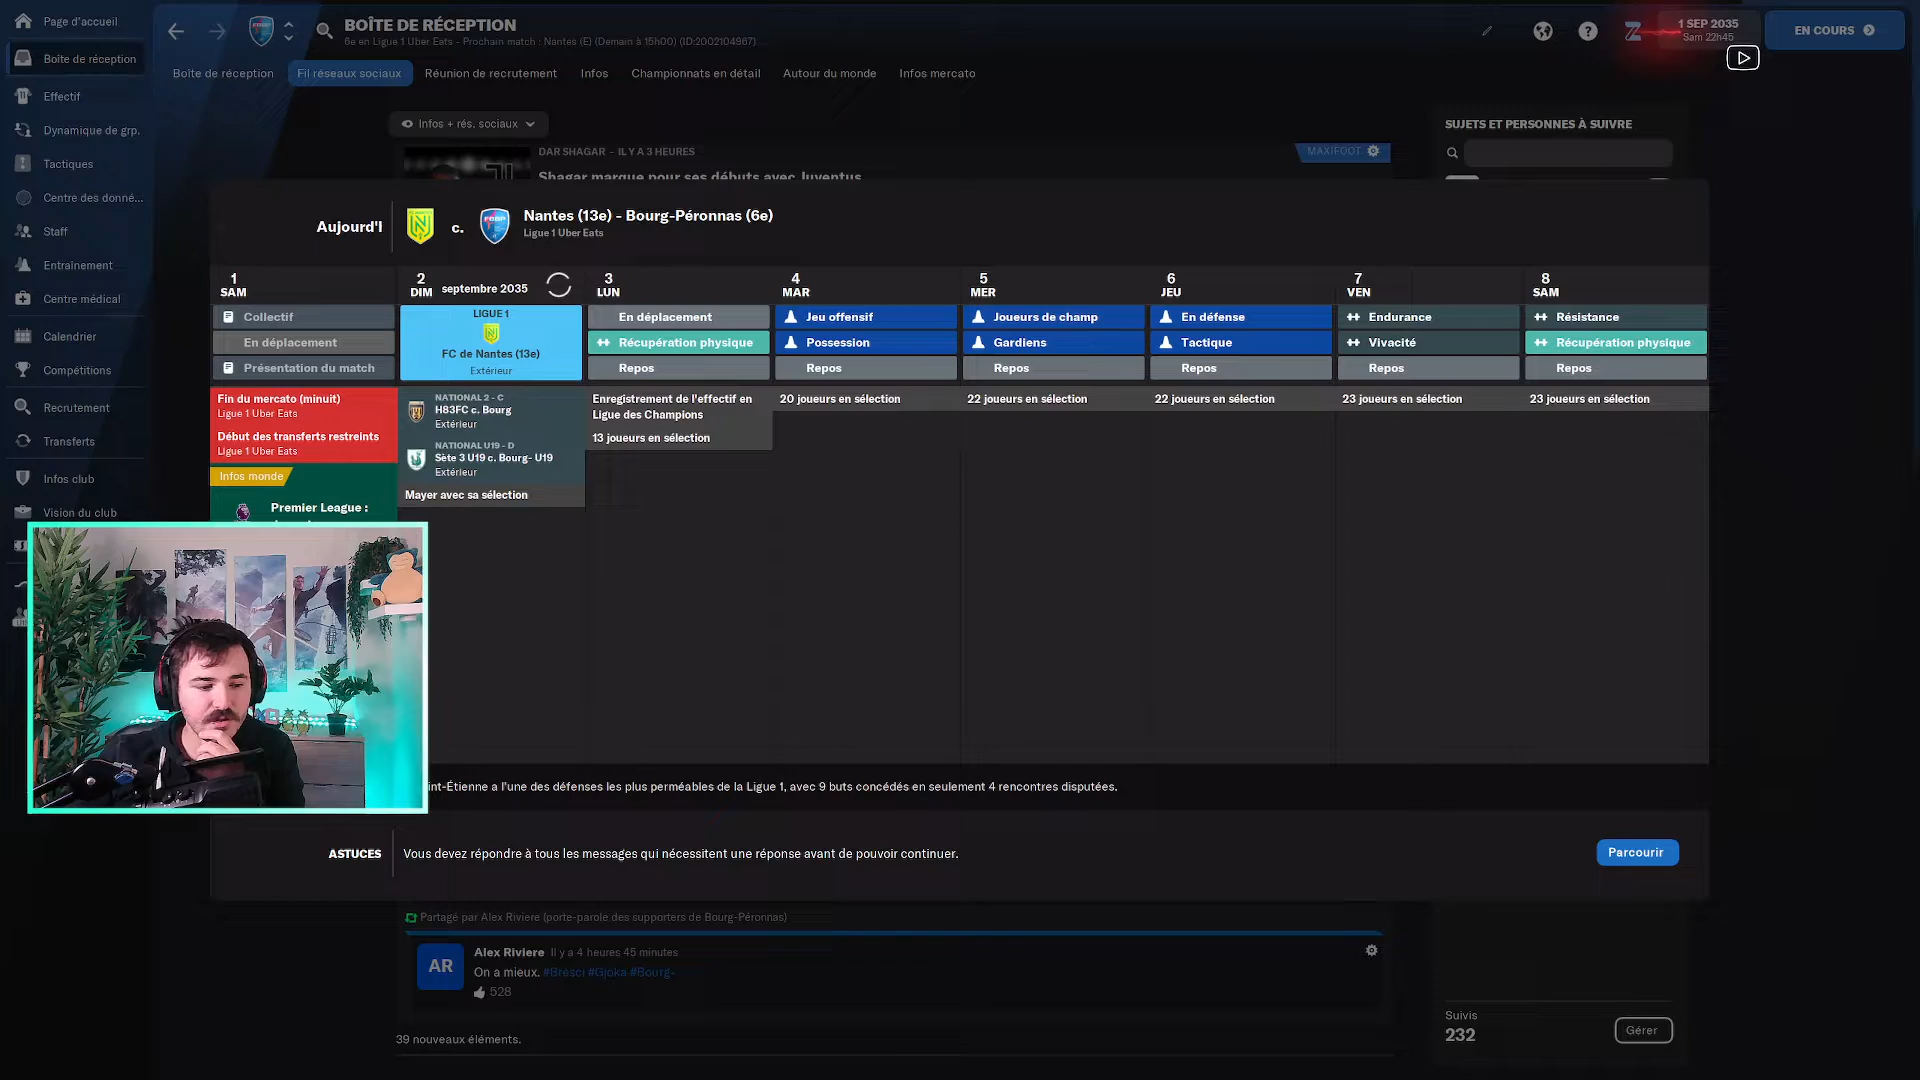 Page d'accueil
Boîte de réception
Effectif
Dynamique de grp.
Tactiques
Centre des donné...
Staff
Entraînement
Centre médical
Calendrier
Compétitions
Recrutement
Transferts
Infos club
Vision du club
BOÎTE DE RÉCEPTION
6e en Ligue 1 Uber Eats - Prochain match : Nantes (E) (Demain à 15h00) (ID:2002104967)
1 SEP 2035
Sam 22h45
EN COURS
Boîte de réception
Fil réseaux sociaux
Réunion de recrutement
Infos
Championnats en détail
Autour du monde
Infos mercato
Infos + rés. sociaux
DAR SHAGAR - IL Y A 3 HEURES
MAXIFOOT
Shagar marque pour ses débuts avec Juventus
SUJETS ET PERSONNES À SUIVRE
Aujourd'l
c.
Nantes (13e) - Bourg-Péronnas (6e)
Ligue 1 Uber Eats
1
SAM
2
DIM
septembre 2035
3
LUN
4
MAR
5
MER
6
JEU
7
VEN
8
SAM
Collectif
En déplacement
Présentation du match
LIGUE 1
FC de Nantes (13e)
Extérieur
En déplacement
Récupération physique
Repos
Jeu offensif
Possession
Repos
Joueurs de champ
Gardiens
Repos
En défense
Tactique
Repos
Endurance
Vivacité
Repos
Résistance
Récupération physique
Repos
Fin du mercato (minuit)
Ligue 1 Uber Eats
Début des transferts restreints
Ligue 1 Uber Eats
Infos monde
Premier League :
NATIONAL 2 - C
H83FC c. Bourg
Extérieur
NATIONAL U19 - D
Sète 3 U19 c. Bourg- U19
Extérieur
Mayer avec sa sélection
Enregistrement de l'effectif en
Ligue des Champions
13 joueurs en sélection
20 joueurs en sélection
22 joueurs en sélection
22 joueurs en sélection
23 joueurs en sélection
23 joueurs en sélection
int-Étienne a l'une des défenses les plus perméables de la Ligue 1, avec 9 buts concédés en seulement 4 rencontres disputées.
ASTUCES
Vous devez répondre à tous les messages qui nécessitent une réponse avant de pouvoir continuer.
Parcourir
Partagé par Alex Riviere (porte-parole des supporters de Bourg-Péronnas)
AR
Alex Riviere Il y a 4 heures 45 minutes
On a mieux. #Bresci #Gjoka #Bourg-
528
39 nouveaux éléments.
Suivis
232
Gérer